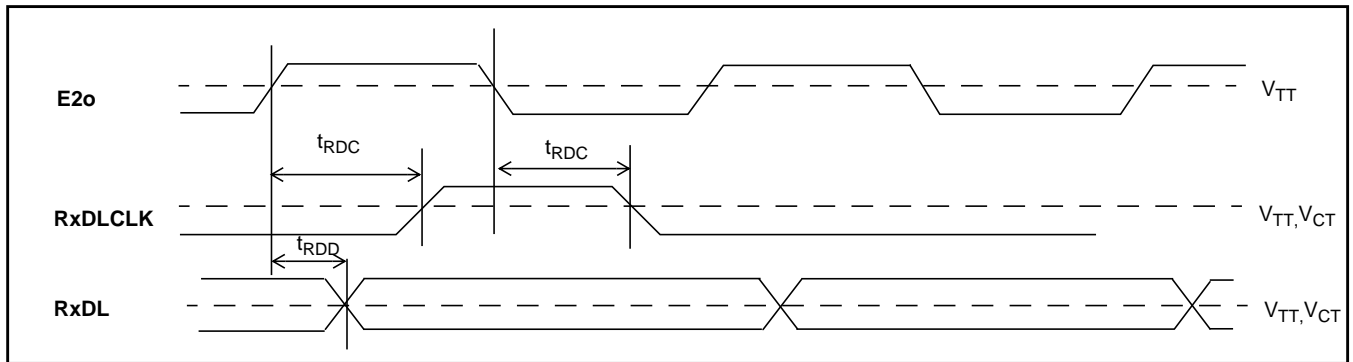 E2o
V_TT
t_RDC
t_RDC
RxDLCLK
V_TT,V_CT
t_RDD
RxDL
V_TT,V_CT